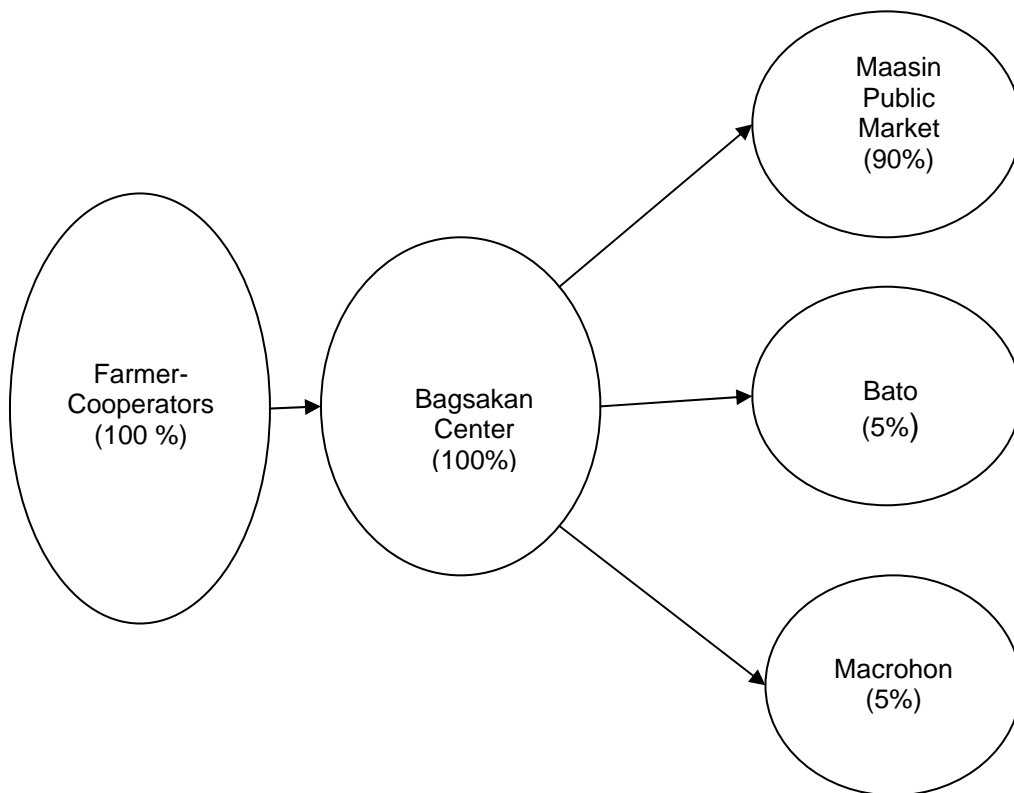 Farmer-
Cooperators
(100 %)
Bagsakan
Center
(100%)
Maasin
Public
Market
(90%)
Bato
(5%)
Macrohon
(5%)